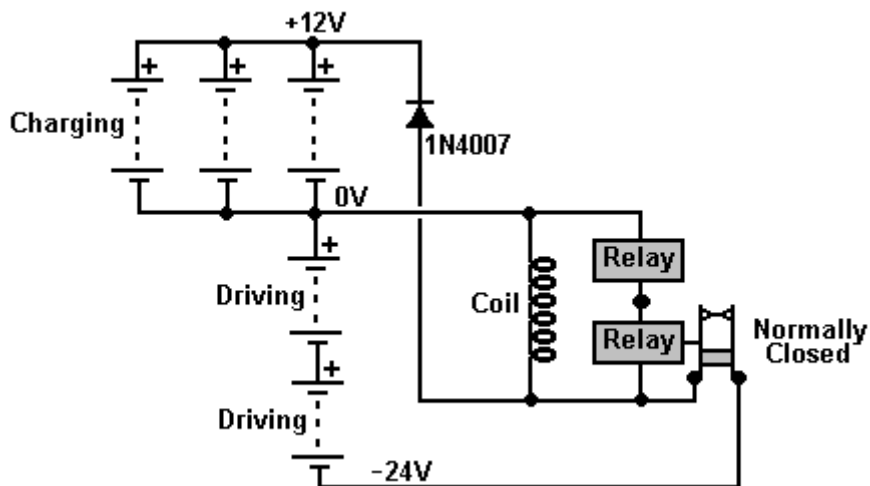 +12V
+
+
+
Charging
1N4007
0V
+
Relay
Driving
Coil
Normally
Closed
Relay
+
Driving
-24V